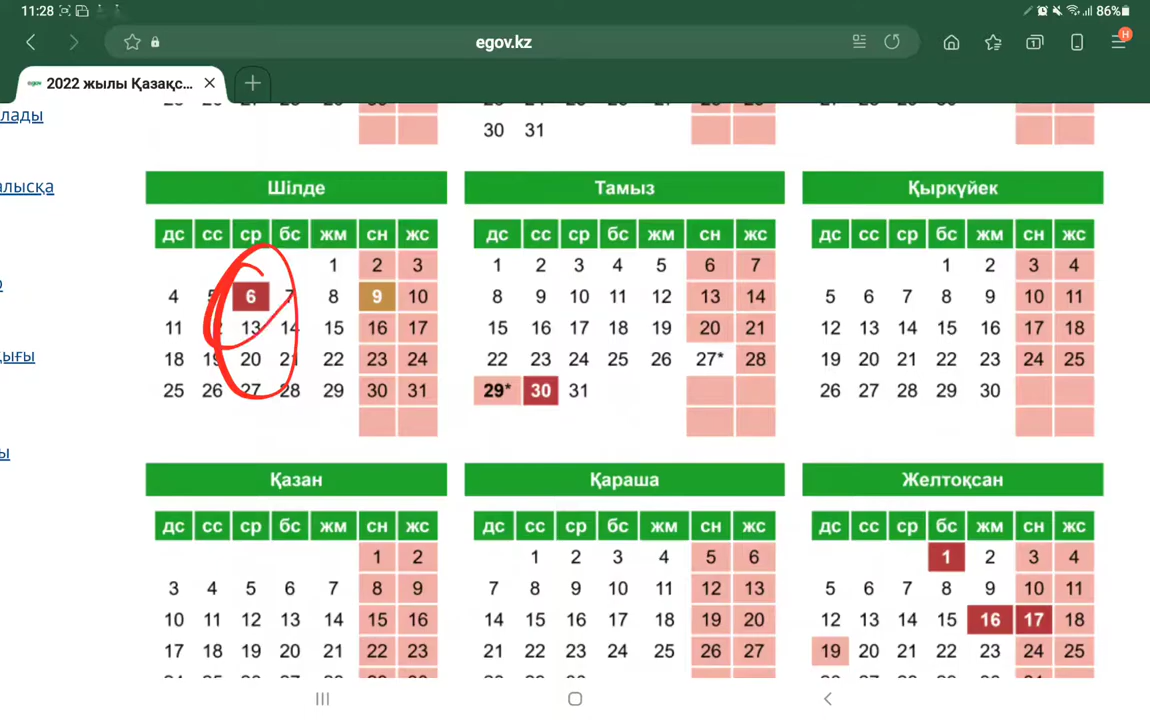 11:28 86%
egov.kz 1 H
egov 2022 жылы Қазақс...
лады
30 31
алысқа
Шілде
дс сс ср бс жм сн жс
1 2 3
4 5 6 7 8 9 10
11 12 13 14 15 16 17
18 19 20 21 22 23 24
25 26 27 28 29 30 31
Тамыз
дс сс ср бс жм сн жс
1 2 3 4 5 6 7
8 9 10 11 12 13 14
15 16 17 18 19 20 21
22 23 24 25 26 27* 28
29* 30 31
Қыркүйек
дс сс ср бс жм сн жс
1 2 3 4
5 6 7 8 9 10 11
12 13 14 15 16 17 18
19 20 21 22 23 24 25
26 27 28 29 30
ығы
ы
Қазан
дс сс ср бс жм сн жс
1 2
3 4 5 6 7 8 9
10 11 12 13 14 15 16
17 18 19 20 21 22 23
Қараша
дс сс ср бс жм сн жс
1 2 3 4 5 6
7 8 9 10 11 12 13
14 15 16 17 18 19 20
21 22 23 24 25 26 27
Желтоқсан
дс сс ср бс жм сн жс
1 2 3 4
5 6 7 8 9 10 11
12 13 14 15 16 17 18
19 20 21 22 23 24 25